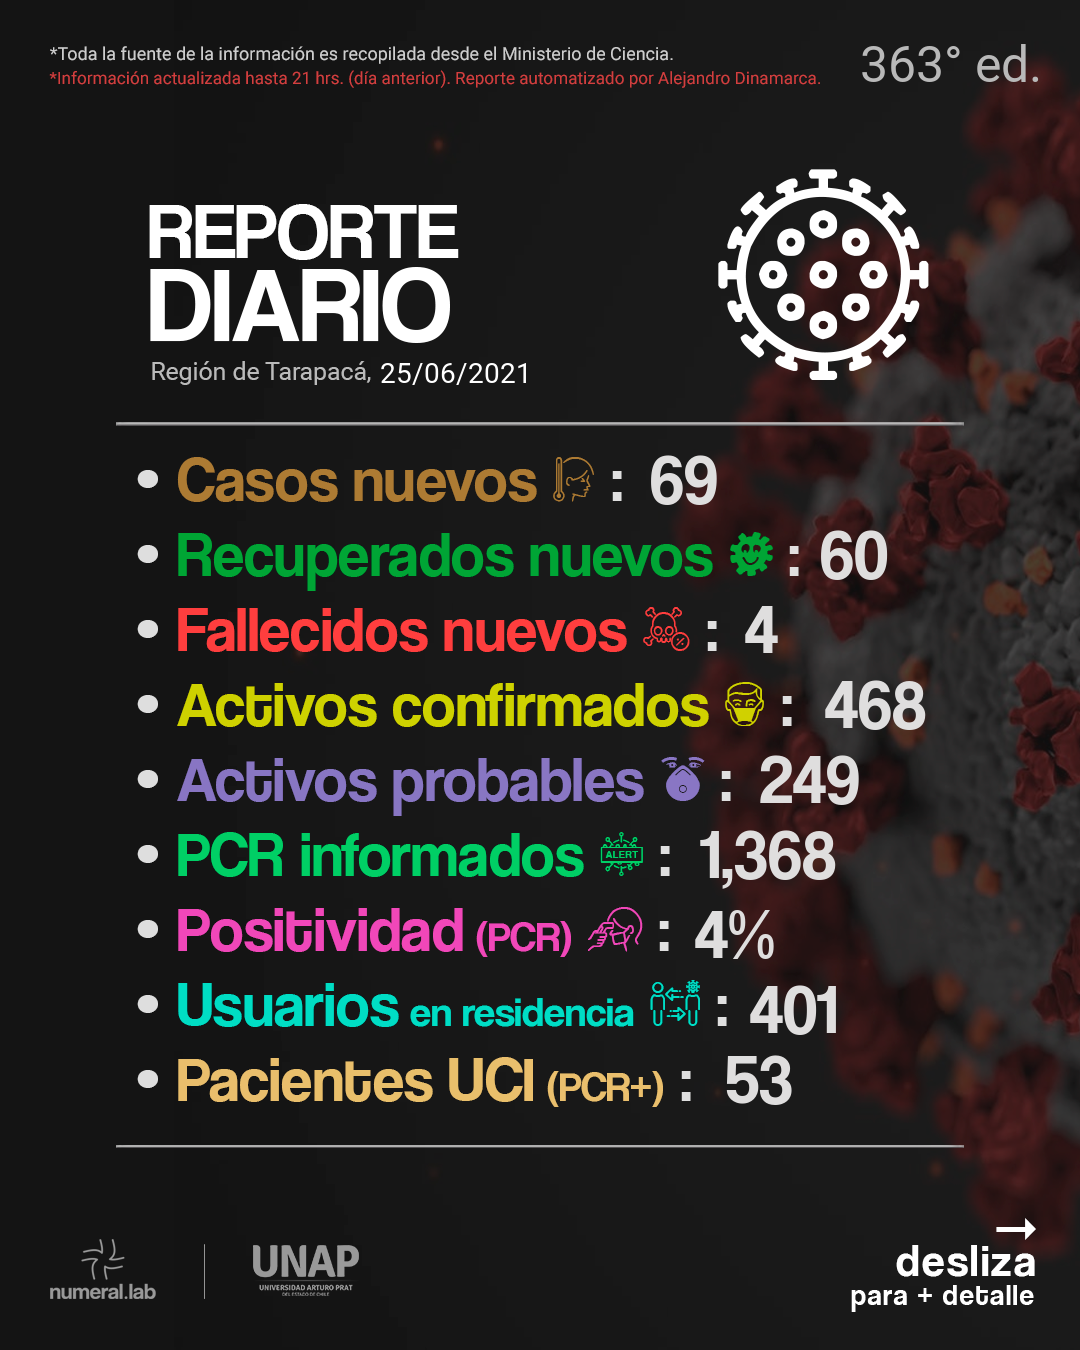 *Toda la fuente de la información es recopilada desde el Ministerio de Ciencia.
*Información actualizada hasta 21 hrs. (día anterior). Reporte automatizado por Alejandro Dinamarca.
363° ed.
REPORTE
DIARIO
Región de Tarapacá, 25/06/2021
• Casos nuevos : 69
• Recuperados nuevos : 60
• Fallecidos nuevos : 4
• Activos confirmados : 468
• Activos probables : 249
• PCR informados ALERT : 1,368
• Positividad (PCR) : 4%
• Usuarios en residencia : 401
• Pacientes UCI (PCR+) : 53
numeral.lab
UNAP
UNIVERSIDAD ARTURO PRAT
DEL ESTADO DE CHILE
→
desliza
para + detalle